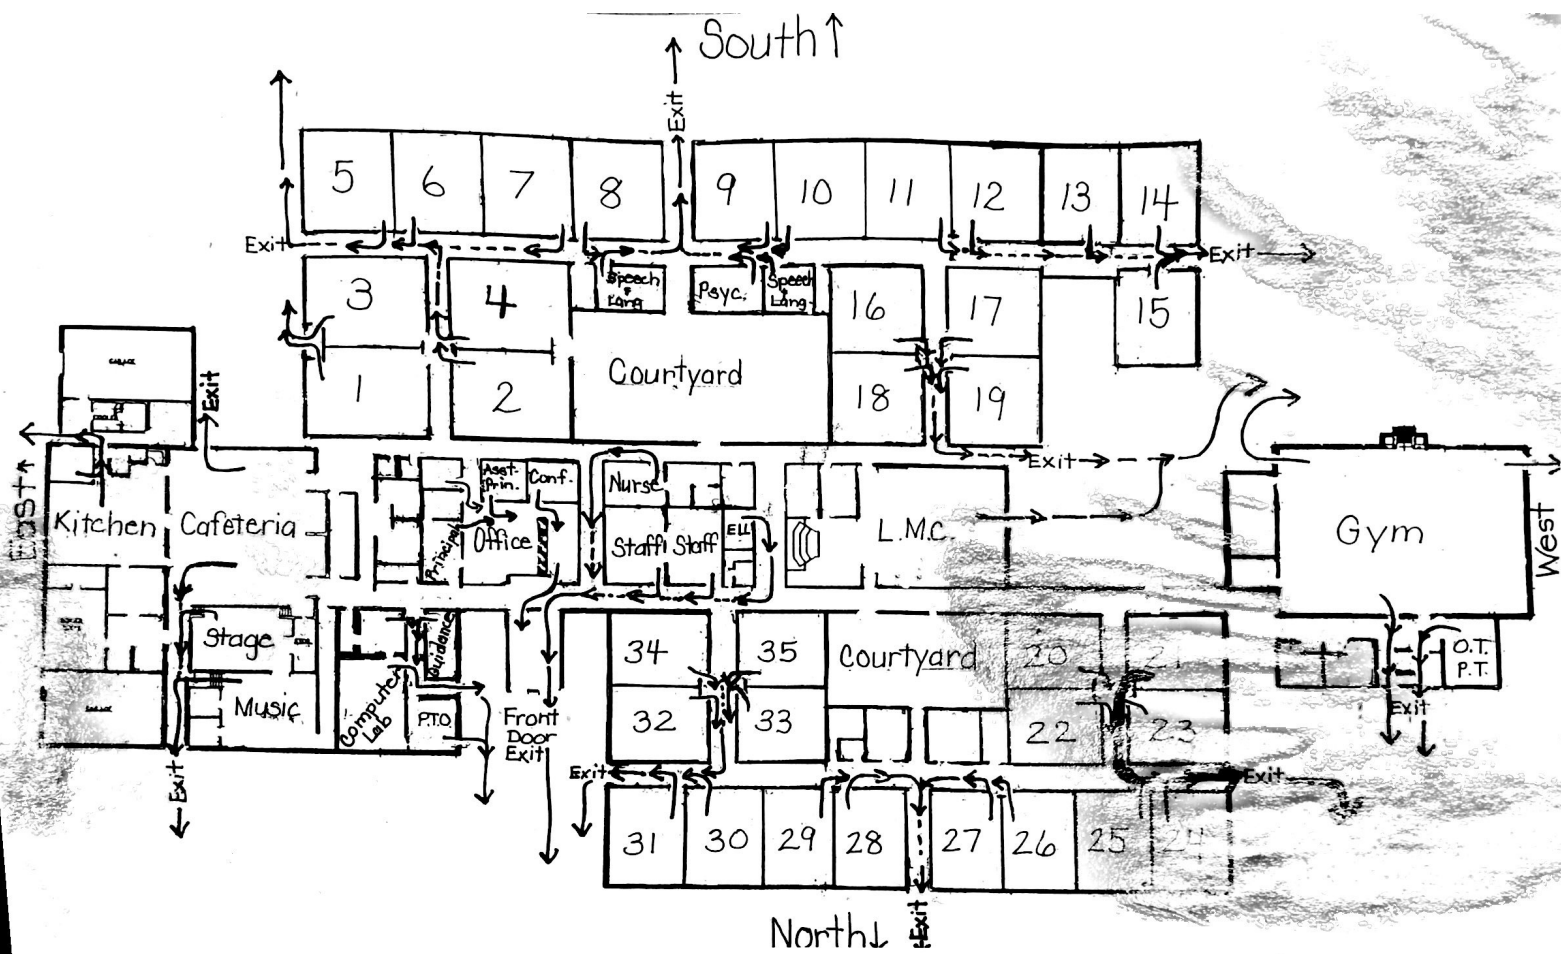 South↑
Exit
5 6 7 8 9 10 11 12 13 14
Exit
Exit
3 4
Speech
+
Lang
Psyc.
Speech
+
Lang.
16 17 15
1 2
Courtyard
18 19
Exit
Exit
GARAGE
East↑
Kitchen
Cafeteria
Asst.
Prin.
Conf.
Nurse
Principal
Office
Staff
Staff
ELL
L.M.C.
Gym
West
Stage
Guidance
34 35
Courtyard
20 21
O.T.
P.T.
Music
Computer
Lab
P.T.O.
Front
Door
Exit
32 33
22 23
Exit
Exit
Exit
Exit
31 30 29 28 27 26 25 24
North↓
Exit